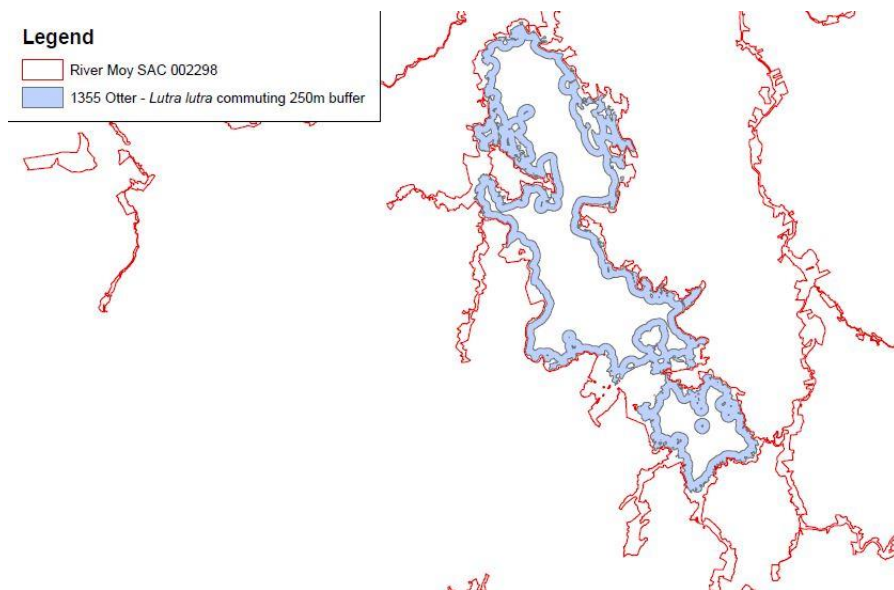 Legend
River Moy SAC 002298
1355 Otter - Lutra lutra commuting 250m buffer